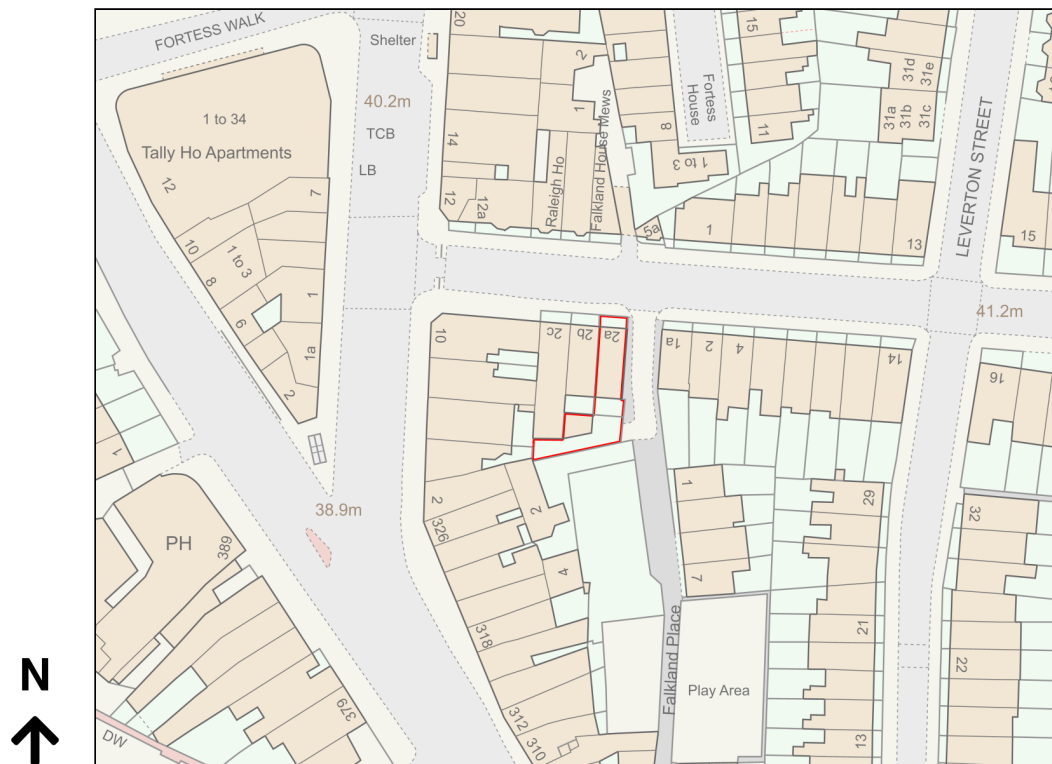 FORTESS WALK
Shelter
20
2
15
31d
31e
31a
31b
31c
40.2m
TCB
LB
1 to 34
Tally Ho Apartments
12
7
14
12
12a
1
Raleigh Ho
Falkland House Mews
8
Fortess
House
1 to 3
11
5a
1
13
LEVERTON STREET
15
41.2m
10
8
6
1 to 3
1
1a
2
10
2c
2b
2a
1a
2
4
14
16
1
38.9m
PH
389
2
326
2
4
318
312
310
1
7
29
21
13
32
22
Falkland Place
Play Area
379
DW
N